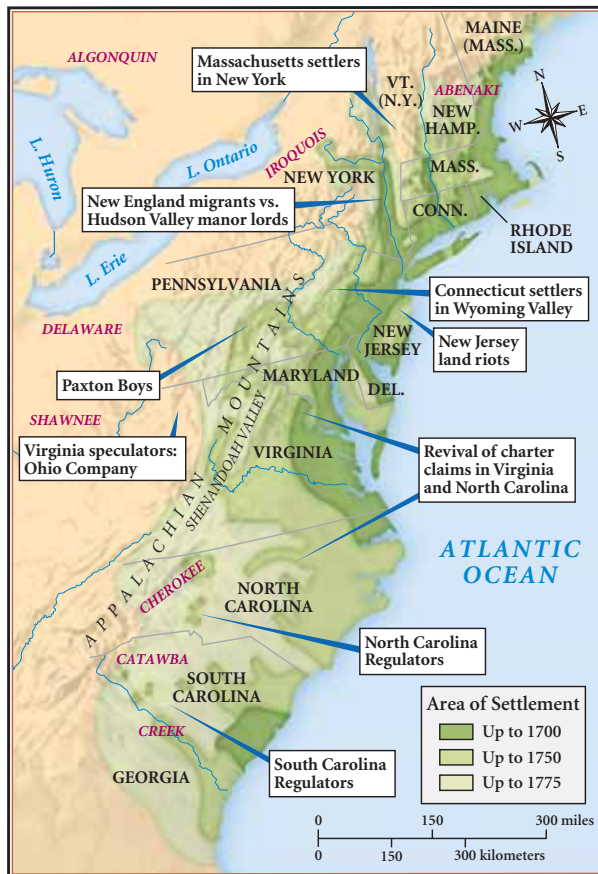 MAINE
(MASS.)
ALGONQUIN
Massachusetts settlers
in New York
VT.
(N.Y.)
ABENAKI
NEW
HAMP.
N
W
E
S
L. Huron
L. Ontario
IROQUOIS
NEW YORK
MASS.
New England migrants vs.
Hudson Valley manor lords
CONN.
RHODE
ISLAND
L. Erie
PENNSYLVANIA
Connecticut settlers
in Wyoming Valley
DELAWARE
NEW
JERSEY
New Jersey
land riots
Paxton Boys
MARYLAND
DEL.
SHAWNEE
APPALACHIAN MOUNTAINS
SHENANDOAH VALLEY
Virginia speculators:
Ohio Company
VIRGINIA
Revival of charter
claims in Virginia
and North Carolina
ATLANTIC
OCEAN
CHEROKEE
NORTH
CAROLINA
North Carolina
Regulators
CATAWBA
SOUTH
CAROLINA
CREEK
South Carolina
Regulators
GEORGIA
Area of Settlement
Up to 1700
Up to 1750
Up to 1775
0 150 300 miles
0 150 300 kilometers